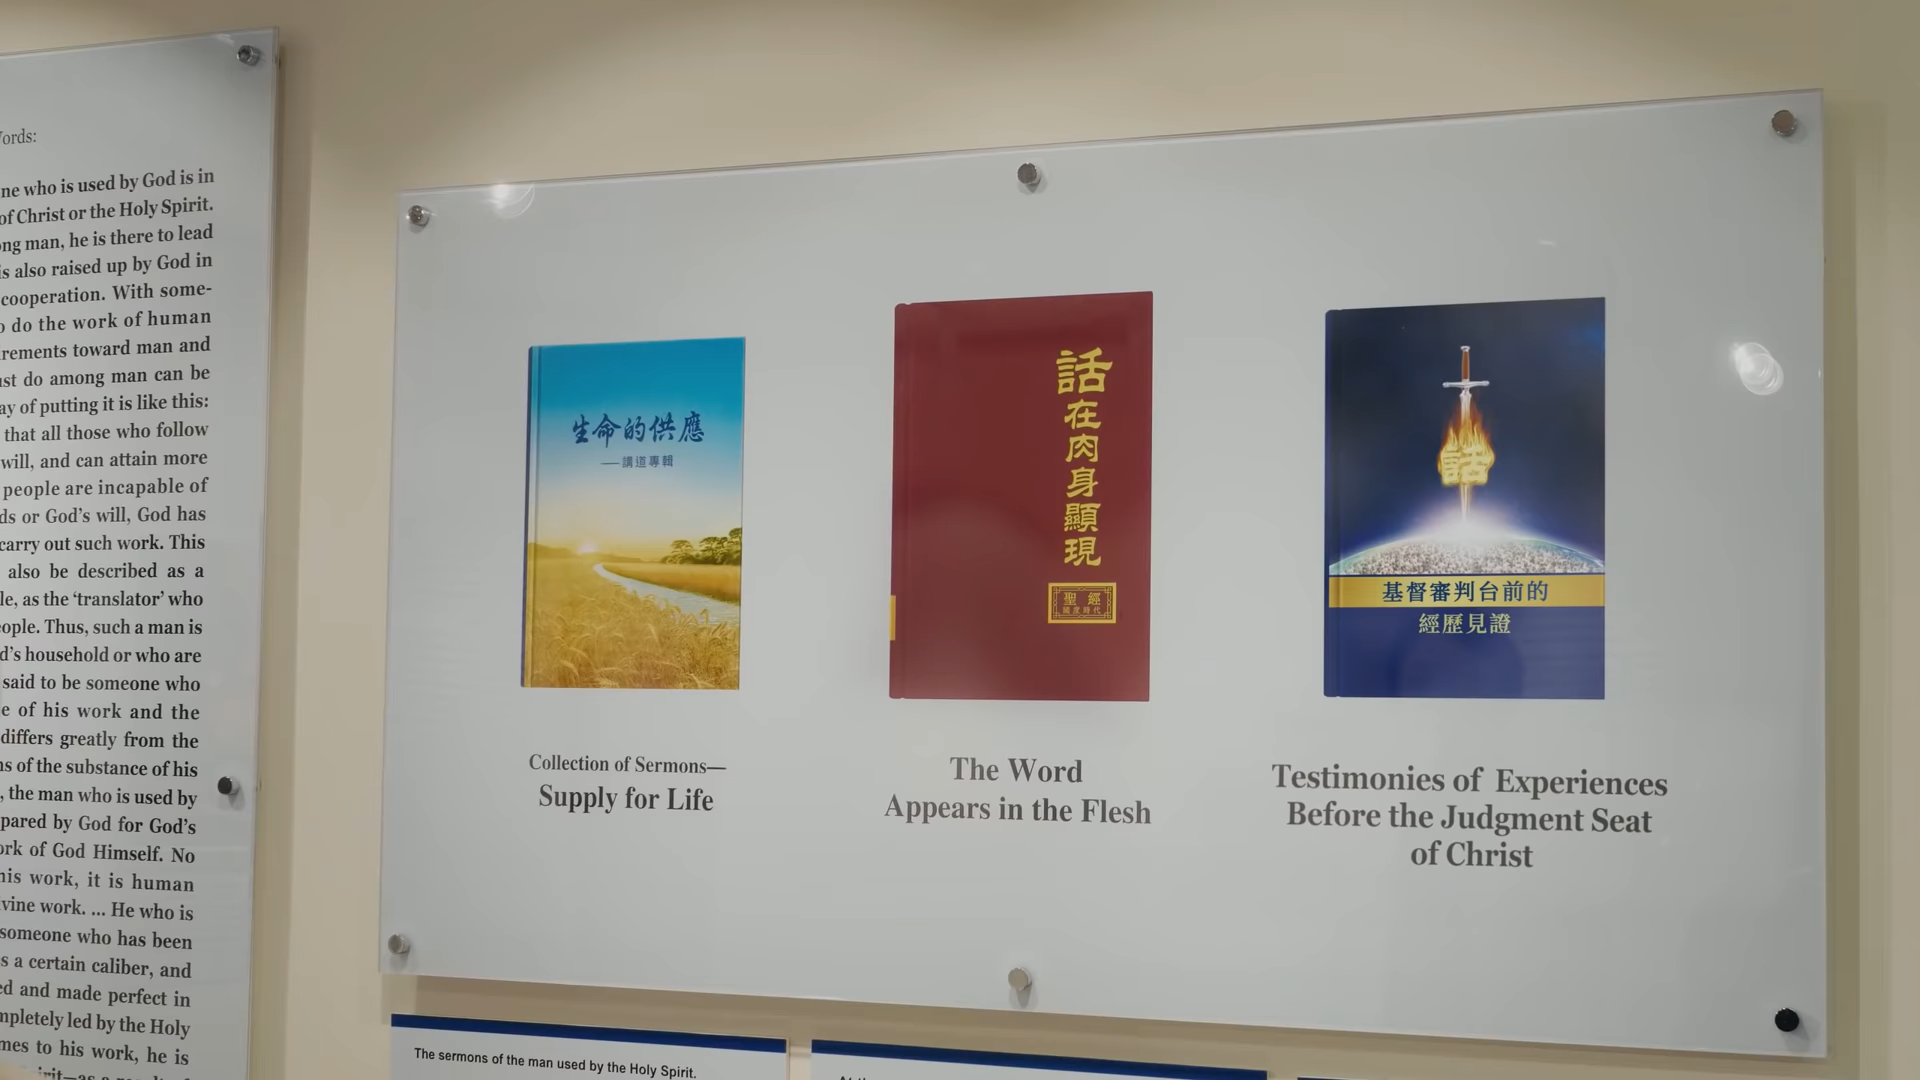 ords:
ne who is used by God is in
of Christ or the Holy Spirit.
ong man, he is there to lead
is also raised up by God in
cooperation. With some-
o do the work of human
irements toward man and
ust do among man can be
ay of putting it is like this:
that all those who follow
will, and can attain more
people are incapable of
ds or God's will, God has
carry out such work. This
also be described as a
le, as the 'translator' who
eople. Thus, such a man is
d's household or who are
said to be someone who
e of his work and the
differs greatly from the
ns of the substance of his
, the man who is used by
pared by God for God's
ork of God Himself. No
his work, it is human
vine work. ... He who is
someone who has been
s a certain caliber, and
ed and made perfect in
mpletely led by the Holy
mes to his work, he is
生命的供應
——講道專輯
Collection of Sermons—
Supply for Life
話在肉身顯現
聖經
國度時代
The Word
Appears in the Flesh
話
基督審判台前的
經歷見證
Testimonies of Experiences
Before the Judgment Seat
of Christ
The sermons of the man used by the Holy Spirit.